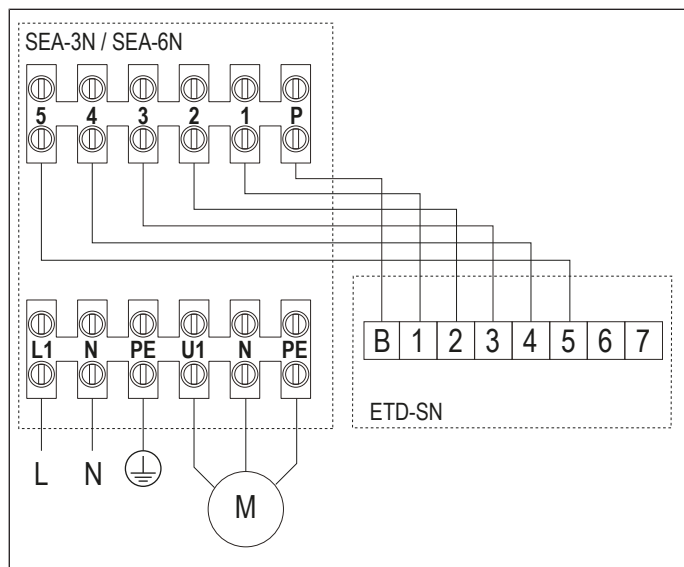 SEA-3N / SEA-6N
5 4 3 2 1 P
L1 N PE U1 N PE
B 1 2 3 4 5 6 7
ETD-SN
L N
M